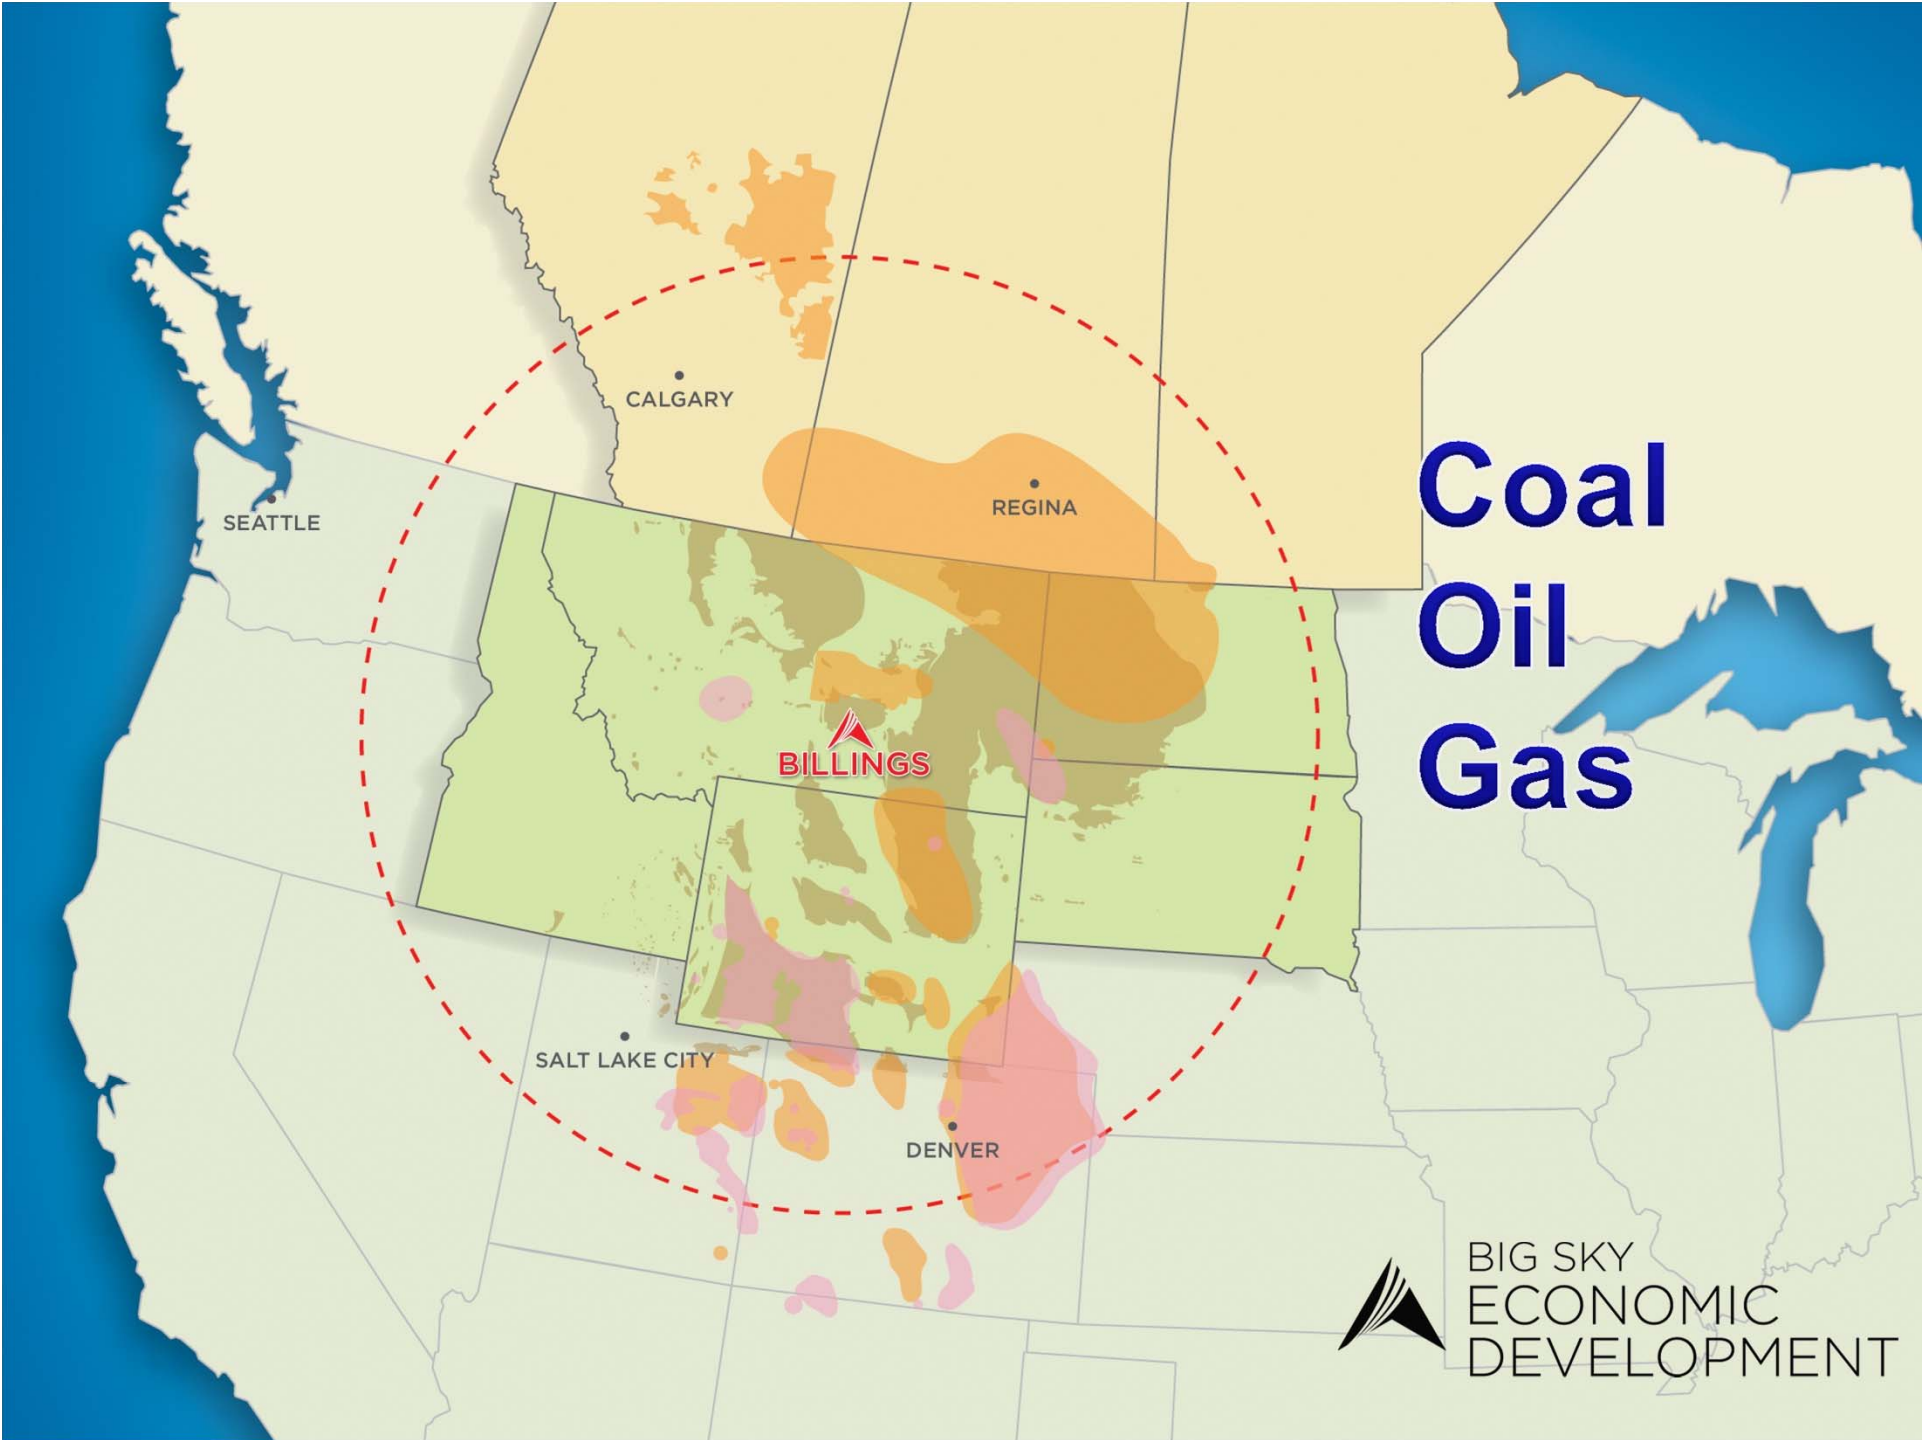 CALGARY
REGINA
SEATTLE
Coal
Oil
Gas
BILLINGS
SALT LAKE CITY
DENVER
BIG SKY
ECONOMIC
DEVELOPMENT